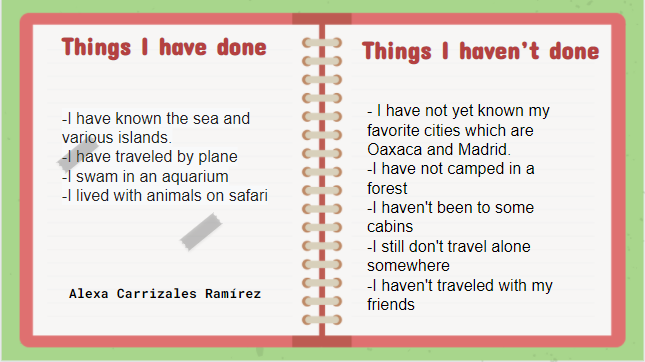 Things I have done
-I have known the sea and
various islands.
-I have traveled by plane
-I swam in an aquarium
-I lived with animals on safari
Alexa Carrizales Ramírez
Things I haven't done
- I have not yet known my
favorite cities which are
Oaxaca and Madrid.
-I have not camped in a
forest
-I haven't been to some
cabins
-I still don't travel alone
somewhere
-I haven't traveled with my
friends